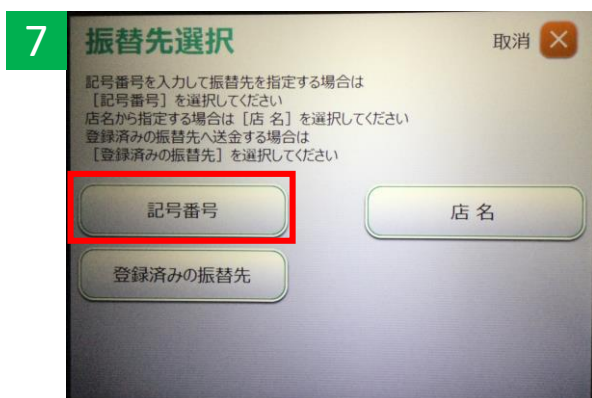 7
振替先選択
取消 ×
記号番号を入力して振替先を指定する場合は
［記号番号］を選択してください
店名から指定する場合は［店 名］を選択してください
登録済みの振替先へ送金する場合は
［登録済みの振替先］を選択してください
記号番号
店 名
登録済みの振替先